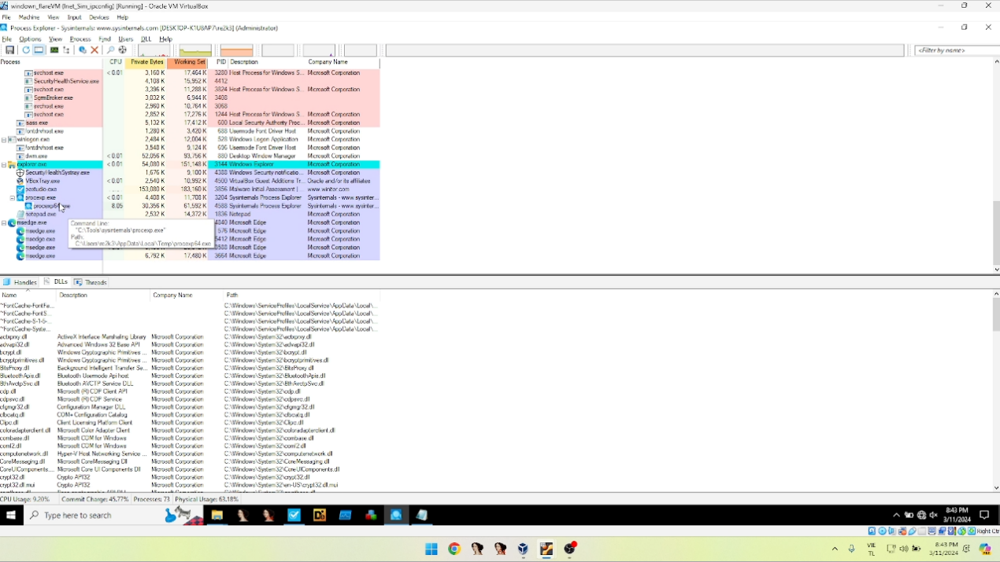 windown_flareVM (Inet_Sim_ipconfig) [Running] - Oracle VM VirtualBox
File Machine View Input Devices Help
Process Explorer - Sysinternals: www.sysinternals.com [DESKTOP-K1U8AP7\re2k3] (Administrator)
File Options View Process Find Users DLL Help
<Filter by name>
Process CPU Private Bytes Working Set PID Description Company Name
svchost.exe < 0.01 3,160 K 17,464 K 3280 Host Process for Windows S... Microsoft Corporation
SecurityHealthService.exe 4,108 K 15,952 K 4412
svchost.exe 3,396 K 11,288 K 3824 Host Process for Windows S... Microsoft Corporation
SgrmBroker.exe 3,032 K 6,944 K 3408
svchost.exe 2,960 K 10,764 K 3068
svchost.exe 2,852 K 17,276 K 1244 Host Process for Windows S... Microsoft Corporation
lsass.exe 5,132 K 17,412 K 600 Local Security Authority Proc... Microsoft Corporation
fontdrvhost.exe 1,280 K 3,420 K 688 Usermode Font Driver Host Microsoft Corporation
winlogon.exe 2,484 K 12,004 K 528 Windows Logon Application Microsoft Corporation
fontdrvhost.exe 3,540 K 9,124 K 696 Usermode Font Driver Host Microsoft Corporation
dwm.exe < 0.01 52,056 K 93,756 K 880 Desktop Window Manager Microsoft Corporation
explorer.exe < 0.01 54,080 K 151,148 K 3144 Windows Explorer Microsoft Corporation
SecurityHealthSystray.exe 1,676 K 9,100 K 4388 Windows Security notificatio... Microsoft Corporation
VBoxTray.exe < 0.01 2,540 K 10,992 K 4500 VirtualBox Guest Additions Tr... Oracle and/or its affiliates
pestudio.exe 153,080 K 183,160 K 3856 Malware Initial Assessment (... www.winitor.com
procexp.exe < 0.01 4,408 K 11,708 K 3204 Sysinternals Process Explorer Sysinternals - www.sysinter...
procexp64.exe 8.05 30,356 K 61,592 K 4588 Sysinternals Process Explorer Sysinternals - www.sysinter...
notepad.exe 2,532 K 14,372 K 1836 Notepad Microsoft Corporation
msedge.exe 4840 Microsoft Edge Microsoft Corporation
msedge.exe 576 Microsoft Edge Microsoft Corporation
msedge.exe 5412 Microsoft Edge Microsoft Corporation
msedge.exe Microsoft Edge Microsoft Corporation
msedge.exe 6,792 K 17,480 K 3664 Microsoft Edge Microsoft Corporation
Command Line:
"C:\Tools\sysinternals\procexp.exe"
Path:
C:\Users\re2k3\AppData\Local\Temp\procexp64.exe
Handles DLLs Threads
Name Description Company Name Path
~FontCache-FontFa... C:\Windows\ServiceProfiles\LocalService\AppData\Local\...
~FontCache-FontS... C:\Windows\ServiceProfiles\LocalService\AppData\Local\...
~FontCache-S-1-5-... C:\Windows\ServiceProfiles\LocalService\AppData\Local\...
~FontCache-Syste... C:\Windows\ServiceProfiles\LocalService\AppData\Local\...
actxprxy.dll ActiveX Interface Marshaling Library Microsoft Corporation C:\Windows\System32\actxprxy.dll
advapi32.dll Advanced Windows 32 Base API Microsoft Corporation C:\Windows\System32\advapi32.dll
bcrypt.dll Windows Cryptographic Primitives ... Microsoft Corporation C:\Windows\System32\bcrypt.dll
bcryptprimitives.dll Windows Cryptographic Primitives ... Microsoft Corporation C:\Windows\System32\bcryptprimitives.dll
BitsProxy.dll Background Intelligent Transfer Se... Microsoft Corporation C:\Windows\System32\BitsProxy.dll
BluetoothApis.dll Bluetooth Usermode Api host Microsoft Corporation C:\Windows\System32\BluetoothApis.dll
BthAvctpSvc.dll Bluetooth AVCTP Service DLL Microsoft Corporation C:\Windows\System32\BthAvctpSvc.dll
cdp.dll Microsoft (R) CDP Client API Microsoft Corporation C:\Windows\System32\cdp.dll
cdpsvc.dll Microsoft (R) CDP Service Microsoft Corporation C:\Windows\System32\cdpsvc.dll
cfgmgr32.dll Configuration Manager DLL Microsoft Corporation C:\Windows\System32\cfgmgr32.dll
clbcatq.dll COM+ Configuration Catalog Microsoft Corporation C:\Windows\System32\clbcatq.dll
Clipc.dll Client Licensing Platform Client Microsoft Corporation C:\Windows\System32\Clipc.dll
coloradapterclient.dll Microsoft Color Adapter Client Microsoft Corporation C:\Windows\System32\coloradapterclient.dll
combase.dll Microsoft COM for Windows Microsoft Corporation C:\Windows\System32\combase.dll
coml2.dll Microsoft COM for Windows Microsoft Corporation C:\Windows\System32\coml2.dll
computenetwork.dll Hyper-V Host Networking Service ... Microsoft Corporation C:\Windows\System32\computenetwork.dll
CoreMessaging.dll Microsoft CoreMessaging Dll Microsoft Corporation C:\Windows\System32\CoreMessaging.dll
CoreUIComponents.... Microsoft Core UI Components Dll Microsoft Corporation C:\Windows\System32\CoreUIComponents.dll
crypt32.dll Crypto API32 Microsoft Corporation C:\Windows\System32\crypt32.dll
crypt32.dll.mui Crypto API32 Microsoft Corporation C:\Windows\System32\en-US\crypt32.dll.mui
CPU Usage: 9.20% Commit Charge: 45.77% Processes: 73 Physical Usage: 63.18%
Type here to search
8:43 PM
3/11/2024
Right Ctr
VIE
TL
8:43 PM
3/11/2024